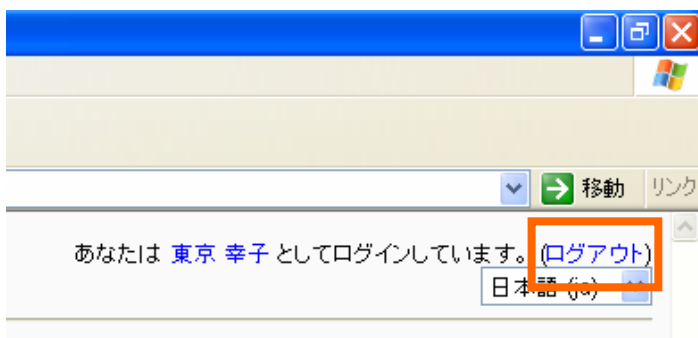 移動 リンク
あなたは 東京 幸子 としてログインしています。 (ログアウト)
日本語 (ja)